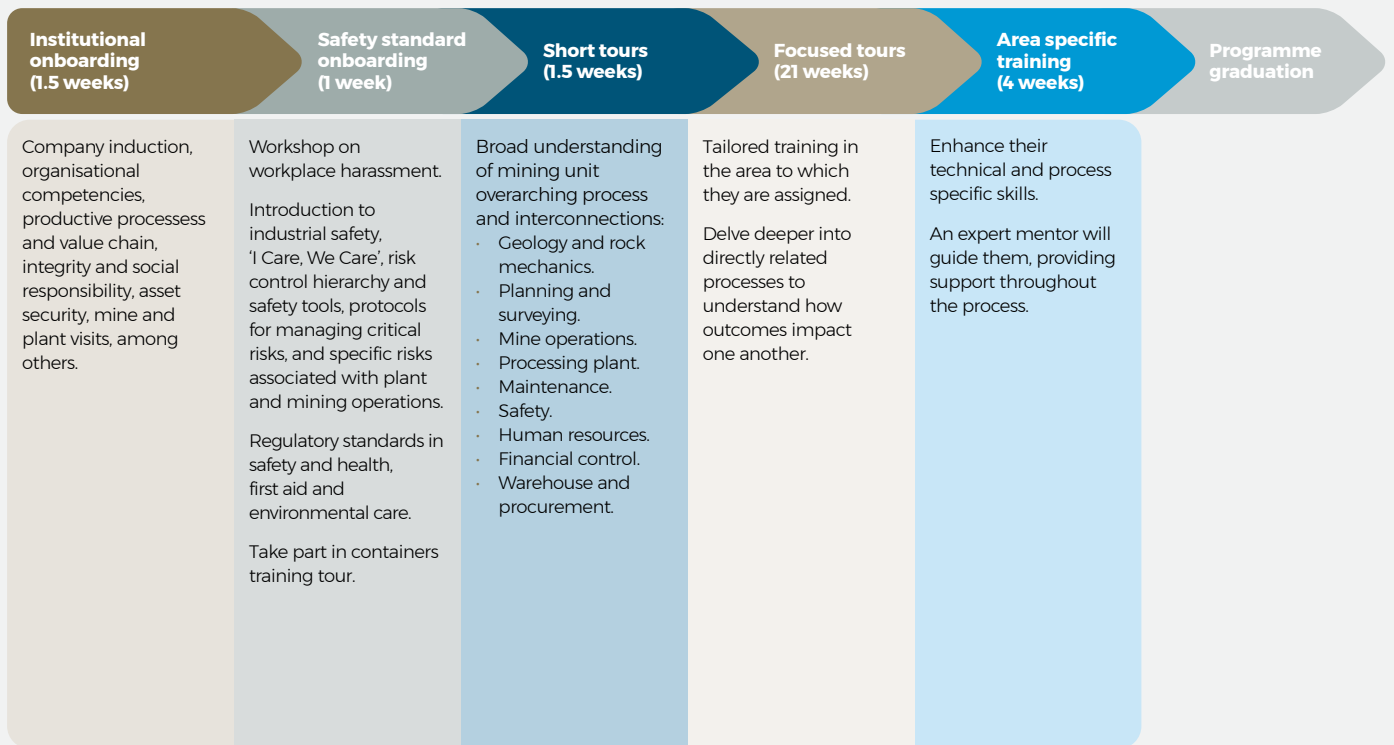 Institutional
onboarding
(1.5 weeks)
Safety standard
onboarding
(1 week)
Short tours
(1.5 weeks)
Focused tours
(21 weeks)
Area specific
training
(4 weeks)
Programme
graduation
Company induction,
organisational
competencies,
productive processess
and value chain,
integrity and social
responsibility, asset
security, mine and
plant visits, among
others.
Workshop on
workplace harassment.
Introduction to
industrial safety,
‘I Care, We Care’, risk
control hierarchy and
safety tools, protocols
for managing critical
risks, and specific risks
associated with plant
and mining operations.
Regulatory standards in
safety and health,
first aid and
environmental care.
Take part in containers
training tour.
Broad understanding
of mining unit
overarching process
and interconnections:
· Geology and rock
mechanics.
· Planning and
surveying.
· Mine operations.
· Processing plant.
· Maintenance.
· Safety.
· Human resources.
· Financial control.
· Warehouse and
procurement.
Tailored training in
the area to which
they are assigned.
Delve deeper into
directly related
processes to
understand how
outcomes impact
one another.
Enhance their
technical and process
specific skills.
An expert mentor will
guide them, providing
support throughout
the process.